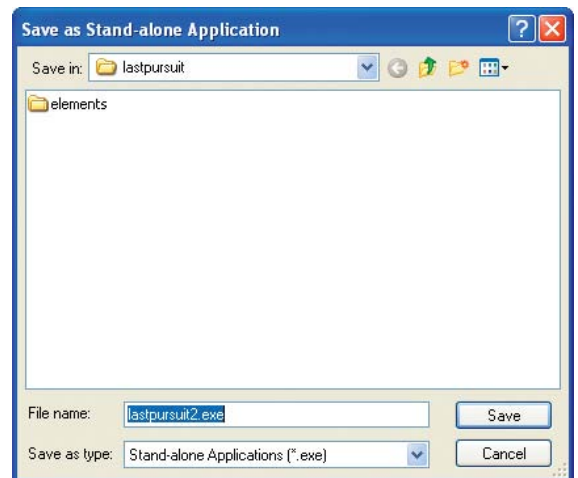 Save as Stand-alone Application
Save in: lastpursuit
elements
File name: lastpursuit2.exe Save
Save as type: Stand-alone Applications (*.exe) Cancel